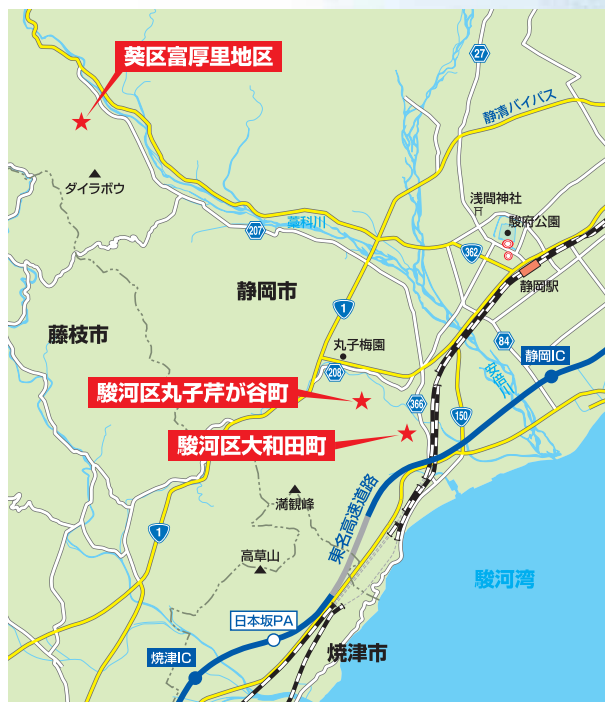 葵区富厚里地区
27
静清バイパス
ダイラボウ
浅間神社
駿府公園
藁科川
207
362
静岡市
静岡駅
1
藤枝市
丸子梅園
84
静岡IC
208
安倍川
駿河区丸子芹が谷町
366
150
駿河区大和田町
満観峰
1
東名高速道路
高草山
駿河湾
日本坂PA
焼津市
焼津IC